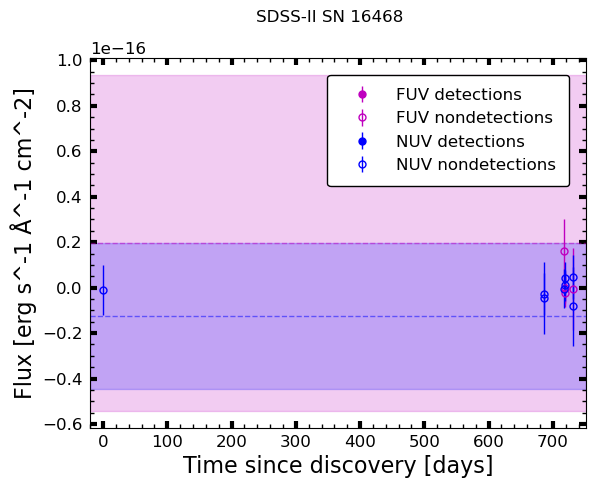 SDSS-II SN 16468
1e−16
1.0
0.8
0.6
0.4
0.2
0.0
−0.2
−0.4
−0.6
Flux [erg s^-1 Å^-1 cm^-2]
FUV detections
FUV nondetections
NUV detections
NUV nondetections
0 100 200 300 400 500 600 700
Time since discovery [days]